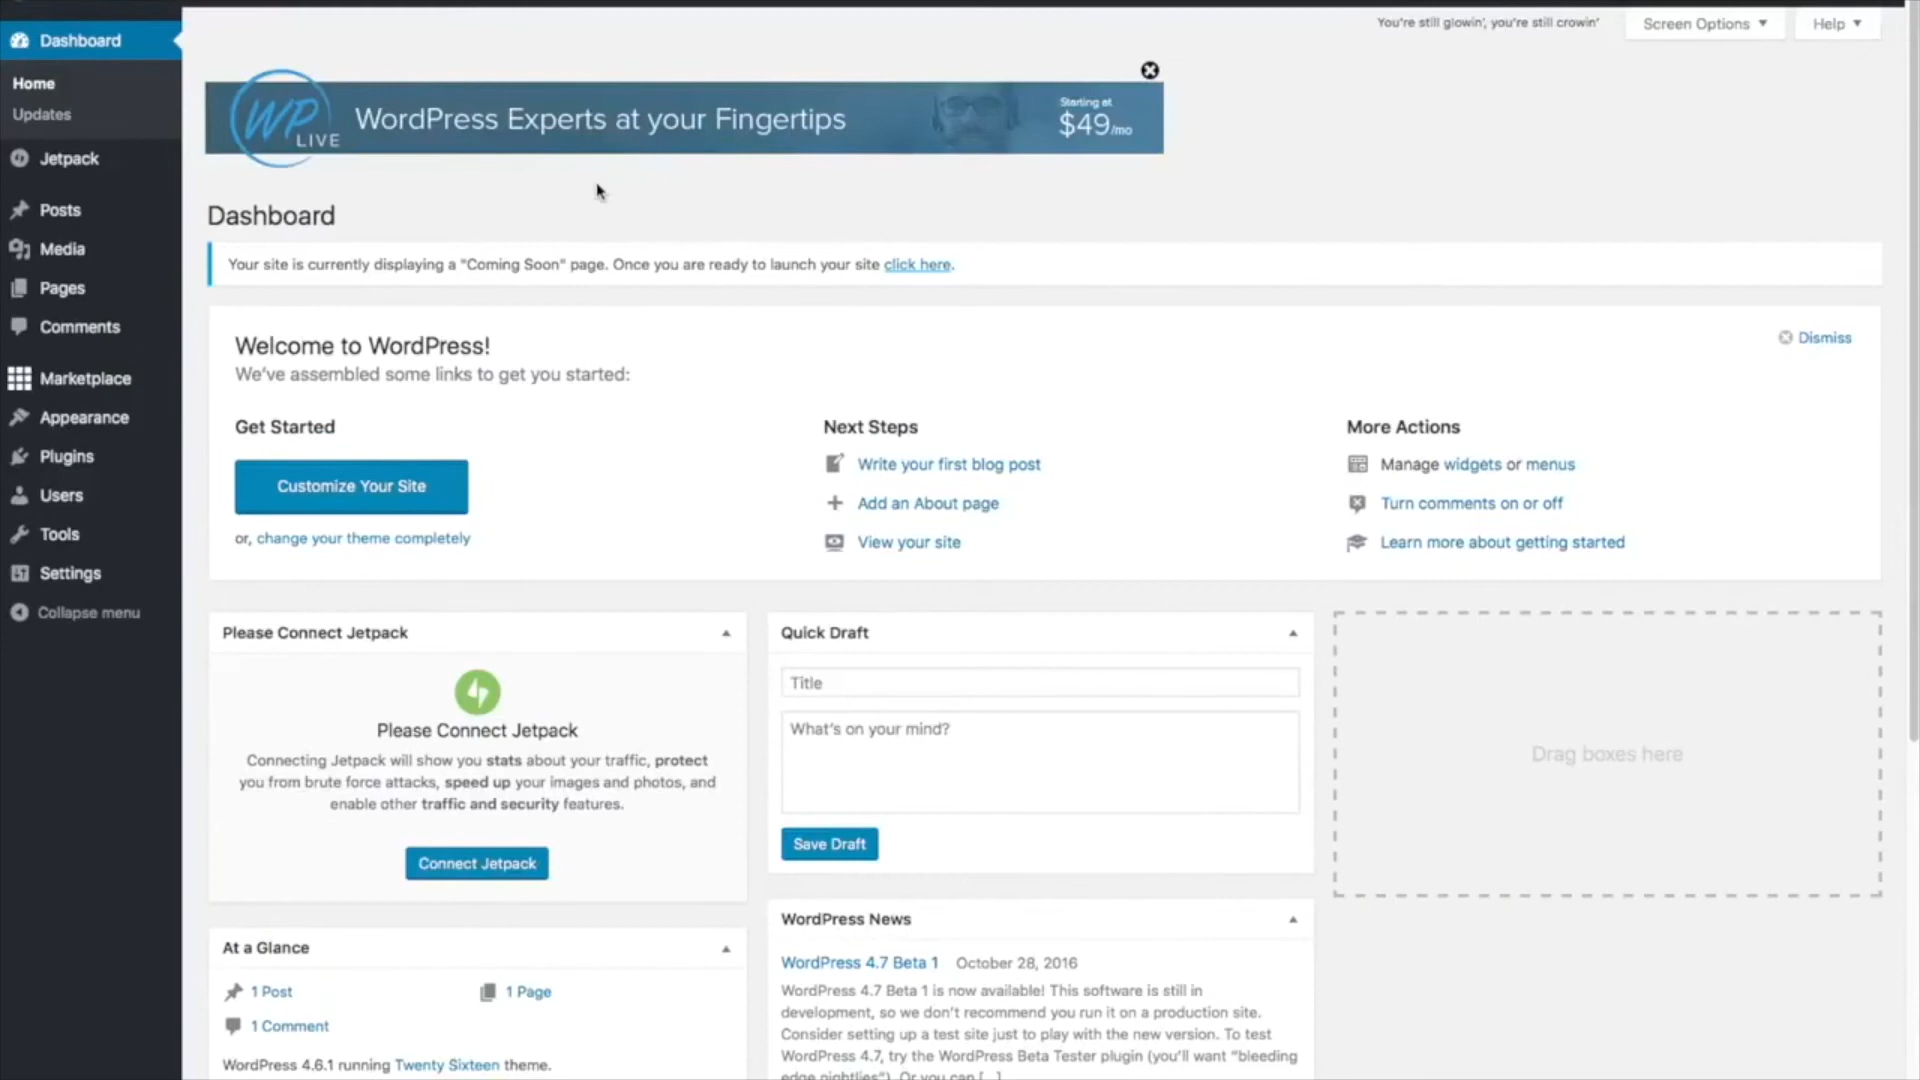 You're still glowin', you're still crowin'
Screen Options
Help
Dashboard
Home
Updates
Jetpack
Posts
Media
Pages
Comments
Marketplace
Appearance
Plugins
Users
Tools
Settings
Collapse menu
WP LIVE
WordPress Experts at your Fingertips
Starting at
$49/mo
Dashboard
Your site is currently displaying a "Coming Soon" page. Once you are ready to launch your site click here.
Welcome to WordPress!
We've assembled some links to get you started:
Dismiss
Get Started
Customize Your Site
or, change your theme completely
Next Steps
Write your first blog post
Add an About page
View your site
More Actions
Manage widgets or menus
Turn comments on or off
Learn more about getting started
Please Connect Jetpack
Please Connect Jetpack
Connecting Jetpack will show you stats about your traffic, protect
you from brute force attacks, speed up your images and photos, and
enable other traffic and security features.
Connect Jetpack
At a Glance
1 Post
1 Page
1 Comment
WordPress 4.6.1 running Twenty Sixteen theme.
Quick Draft
Title
What's on your mind?
Save Draft
WordPress News
WordPress 4.7 Beta 1 October 28, 2016
WordPress 4.7 Beta 1 is now available! This software is still in
development, so we don't recommend you run it on a production site.
Consider setting up a test site just to play with the new version. To test
WordPress 4.7, try the WordPress Beta Tester plugin (you'll want "bleeding
edge nightlies"). Or you can [...]
Drag boxes here